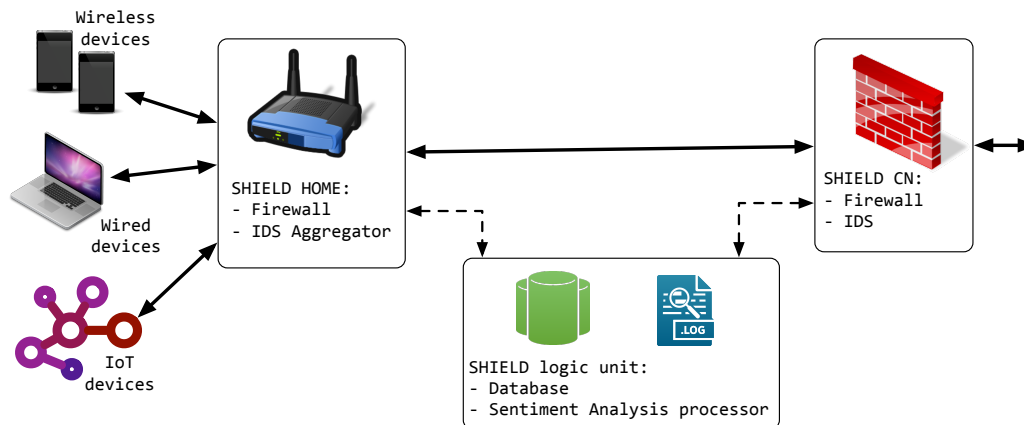 Wireless
devices
SHIELD HOME:
- Firewall
- IDS Aggregator
SHIELD CN:
- Firewall
- IDS
Wired
devices
IoT
devices
.LOG
SHIELD logic unit:
- Database
- Sentiment Analysis processor